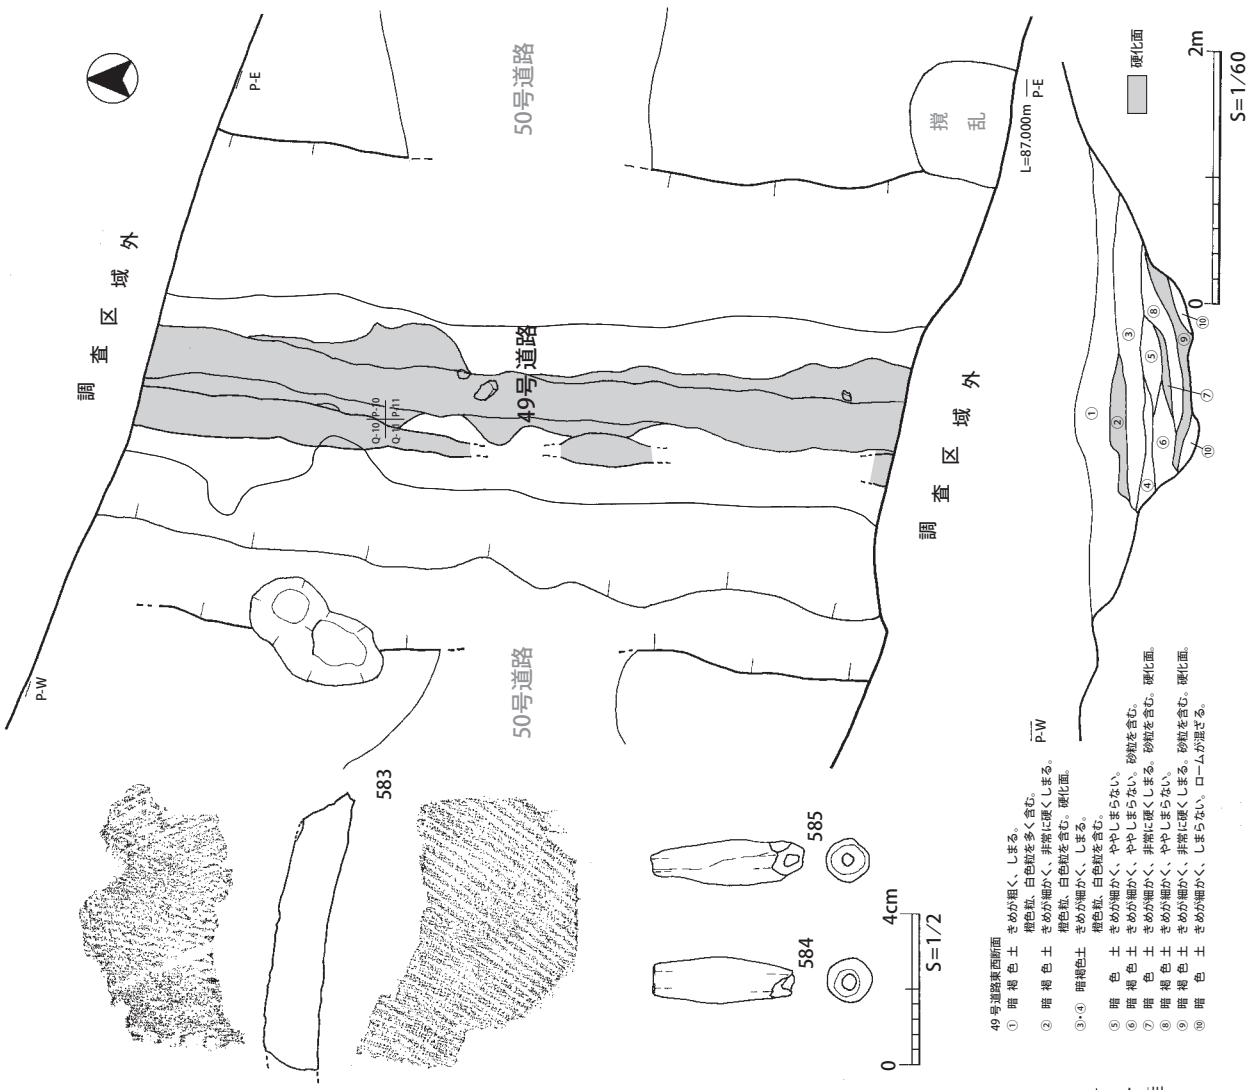 P-W
P-E
調査区域外
50号道路
50号道路
49号道路
Q-10 P-10
Q-11 P-11
撹乱
調査区域外
L=87.000m
P-E
P-W
①
②
③
④
⑤
⑥
⑦
⑧
⑨
⑩
⑩
硬化面
0
2m
S=1/60
583
584
585
0
4cm
S=1/2
49号道路東西断面
① 暗褐色土 きめが粗く、しまる。
橙色粒、白色粒を多く含む。
② 暗褐色土 きめが細かく、非常に硬くしまる。
橙色粒、白色粒を含む。硬化面。
③・④ 暗褐色土 きめが細かく、しまる。
橙色粒、白色粒を含む。
⑤ 暗色土 きめが細かく、ややしまらない。
⑥ 暗褐色土 きめが細かく、ややしまらない。砂粒を含む。
⑦ 暗色土 きめが細かく、非常に硬くしまる。砂粒を含む。硬化面。
⑧ 暗褐色土 きめが細かく、ややしまらない。
⑨ 暗褐色土 きめが細かく、非常に硬くしまる。砂粒を含む。硬化面。
⑩ 暗色土 きめが細かく、しまらない。ロームが混ざる。